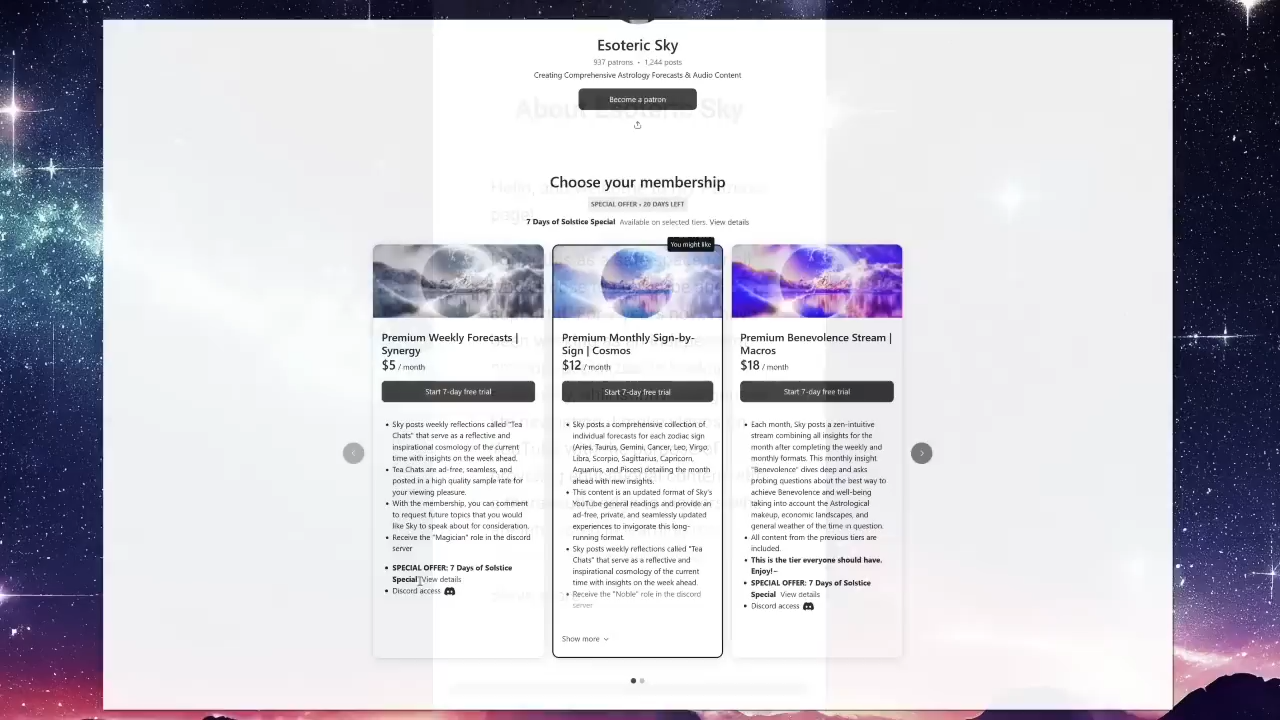 Esoteric Sky
937 patrons • 1,244 posts
Creating Comprehensive Astrology Forecasts & Audio Content
Become a patron
About Esoteric Sky
Choose your membership
Hello,
page!
SPECIAL OFFER • 20 DAYS LEFT
7 Days of Solstice Special Available on selected tiers. View details
You might like
Premium Weekly Forecasts |
Synergy
$5 / month
Start 7-day free trial
• Sky posts weekly reflections called "Tea
Chats" that serve as a reflective and
inspirational cosmology of the current
time with insights on the week ahead.
• Tea Chats are ad-free, seamless, and
posted in a high quality sample rate for
your viewing pleasure.
• With the membership, you can comment
to request future topics that you would
like Sky to speak about for consideration.
• Receive the "Magician" role in the discord
server
• SPECIAL OFFER: 7 Days of Solstice
Special View details
• Discord access
Premium Monthly Sign-by-
Sign | Cosmos
$12 / month
Start 7-day free trial
• Sky posts a comprehensive collection of
individual forecasts for each zodiac sign
(Aries, Taurus, Gemini, Cancer, Leo, Virgo,
Libra, Scorpio, Sagittarius, Capricorn,
Aquarius, and Pisces) detailing the month
ahead with new insights.
• This content is an updated format of Sky's
YouTube general readings and provide an
ad-free, private, and seamlessly updated
experiences to invigorate this long-
running format.
• Sky posts weekly reflections called "Tea
Chats" that serve as a reflective and
inspirational cosmology of the current
time with insights on the week ahead.
• Receive the "Noble" role in the discord
server
Show more
Premium Benevolence Stream |
Macros
$18 / month
Start 7-day free trial
• Each month, Sky posts a zen-intuitive
stream combining all insights for the
month after completing the weekly and
monthly formats. This monthly insight
"Benevolence" dives deep and asks
probing questions about the best way to
achieve Benevolence and well-being
taking into account the Astrological
makeup, economic landscapes, and
general weather of the time in question.
• All content from the previous tiers are
included.
• This is the tier everyone should have.
Enjoy!~
• SPECIAL OFFER: 7 Days of Solstice
Special View details
• Discord access